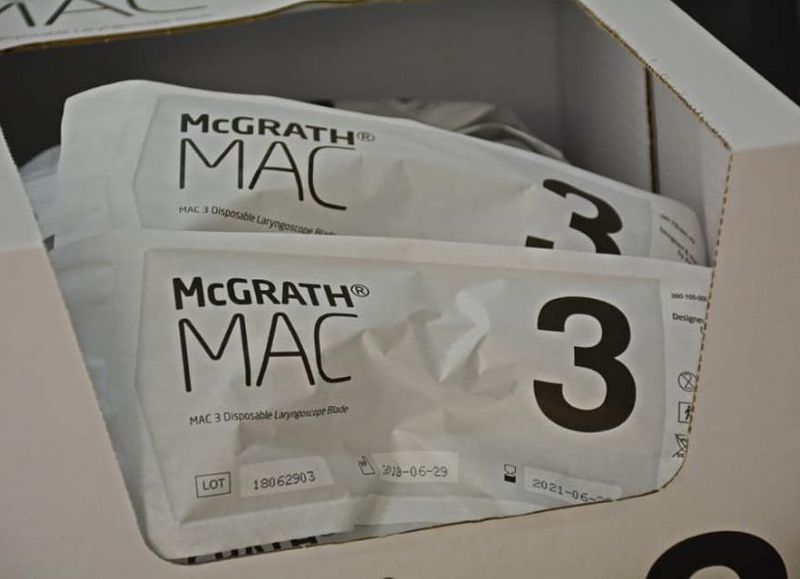 MAC
McGRATH®
MAC
MAC 3 Disposable Laryngoscope
3
McGRATH®
MAC
MAC 3 Disposable Laryngoscope Blade
3
LOT 18062903
2018-06-29
2021-06-